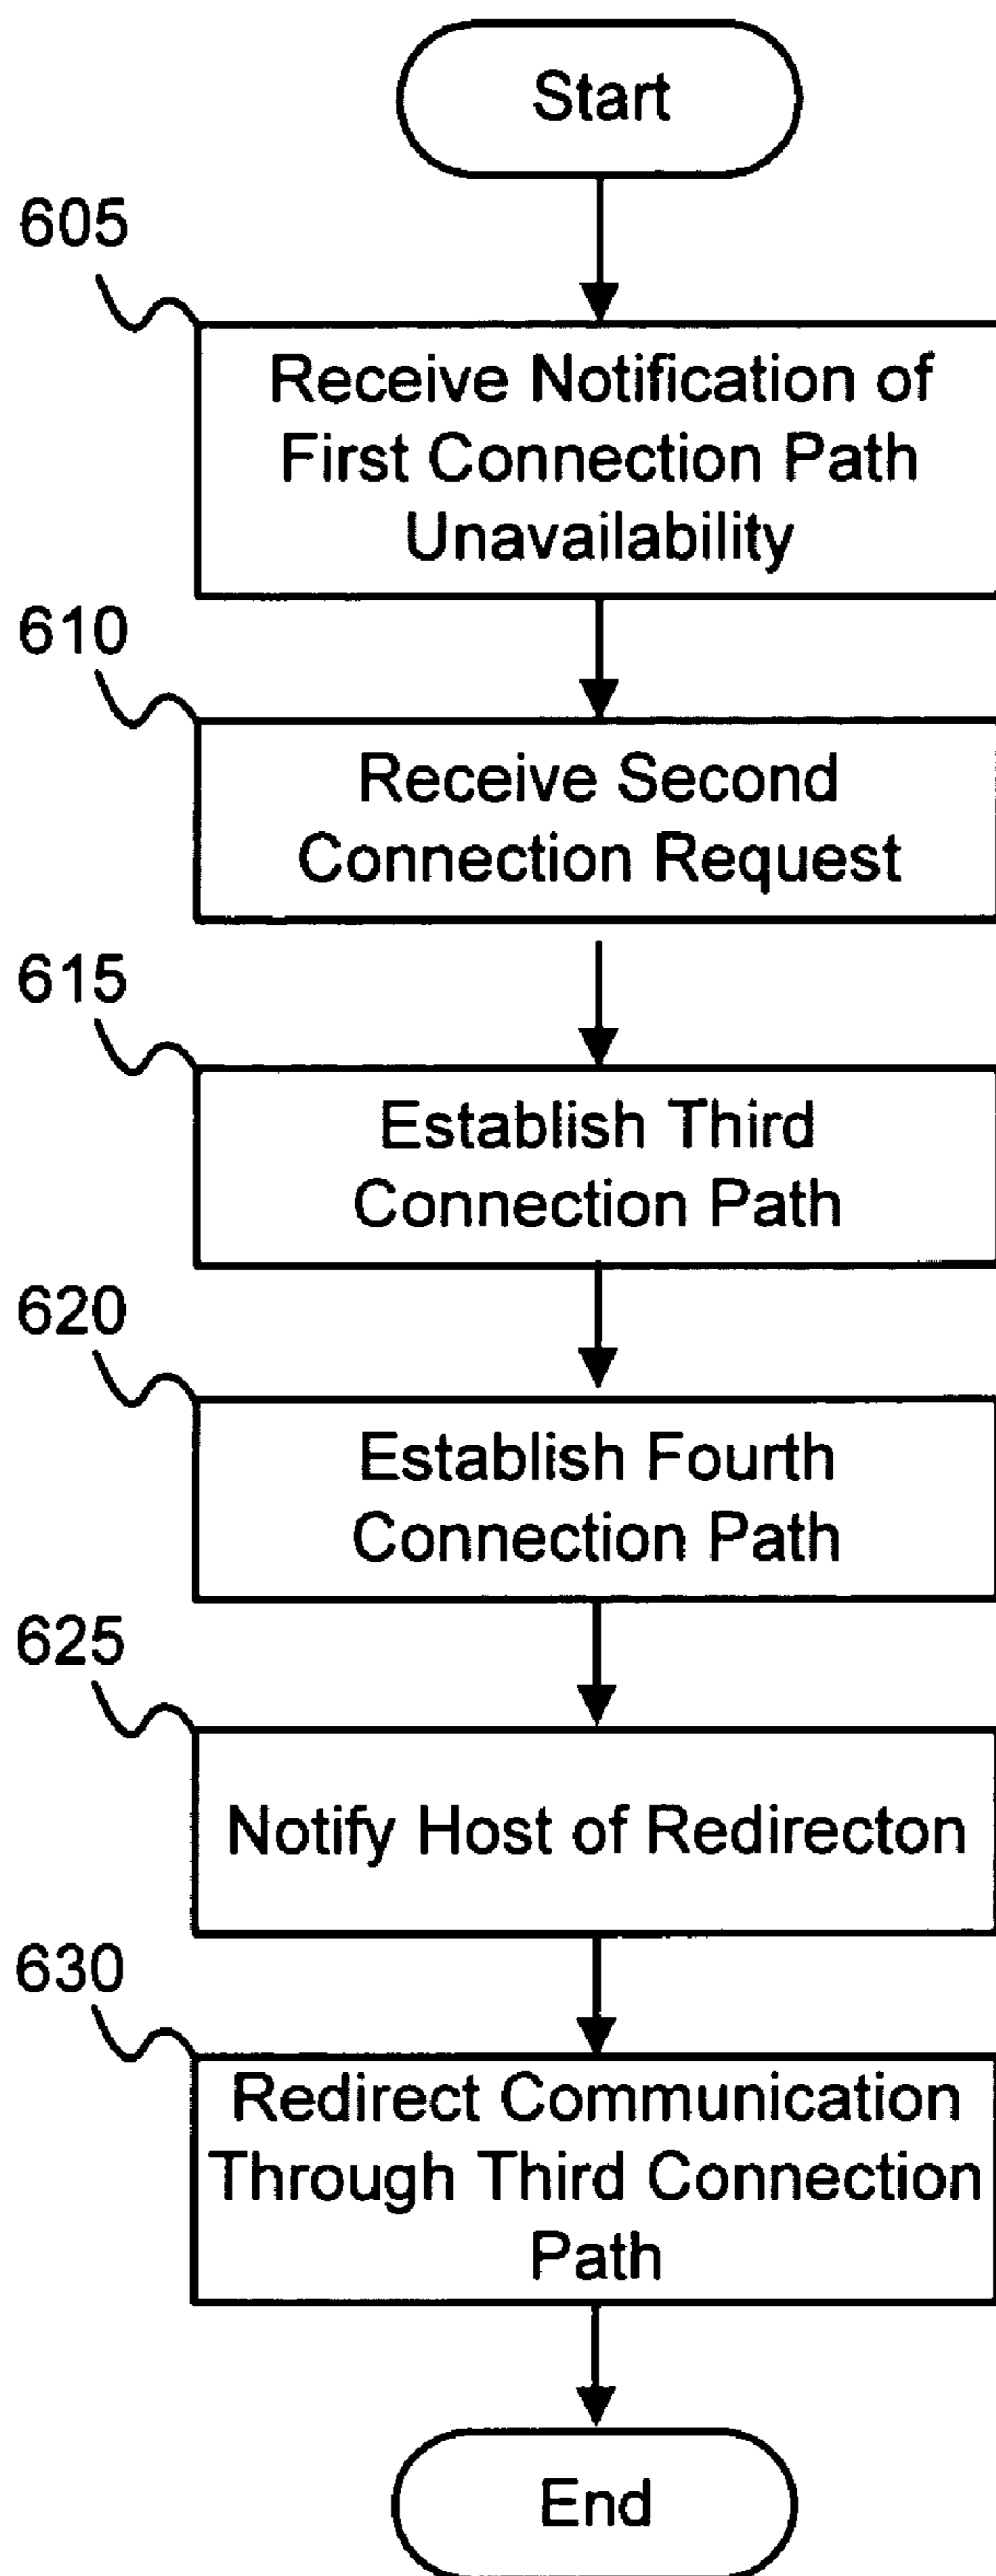 Start
605
Receive Notification of
First Connection Path
Unavailability
610
Receive Second
Connection Request
615
Establish Third
Connection Path
620
Establish Fourth
Connection Path
625
Notify Host of Redirecton
630
Redirect Communication
Through Third Connection
Path
End